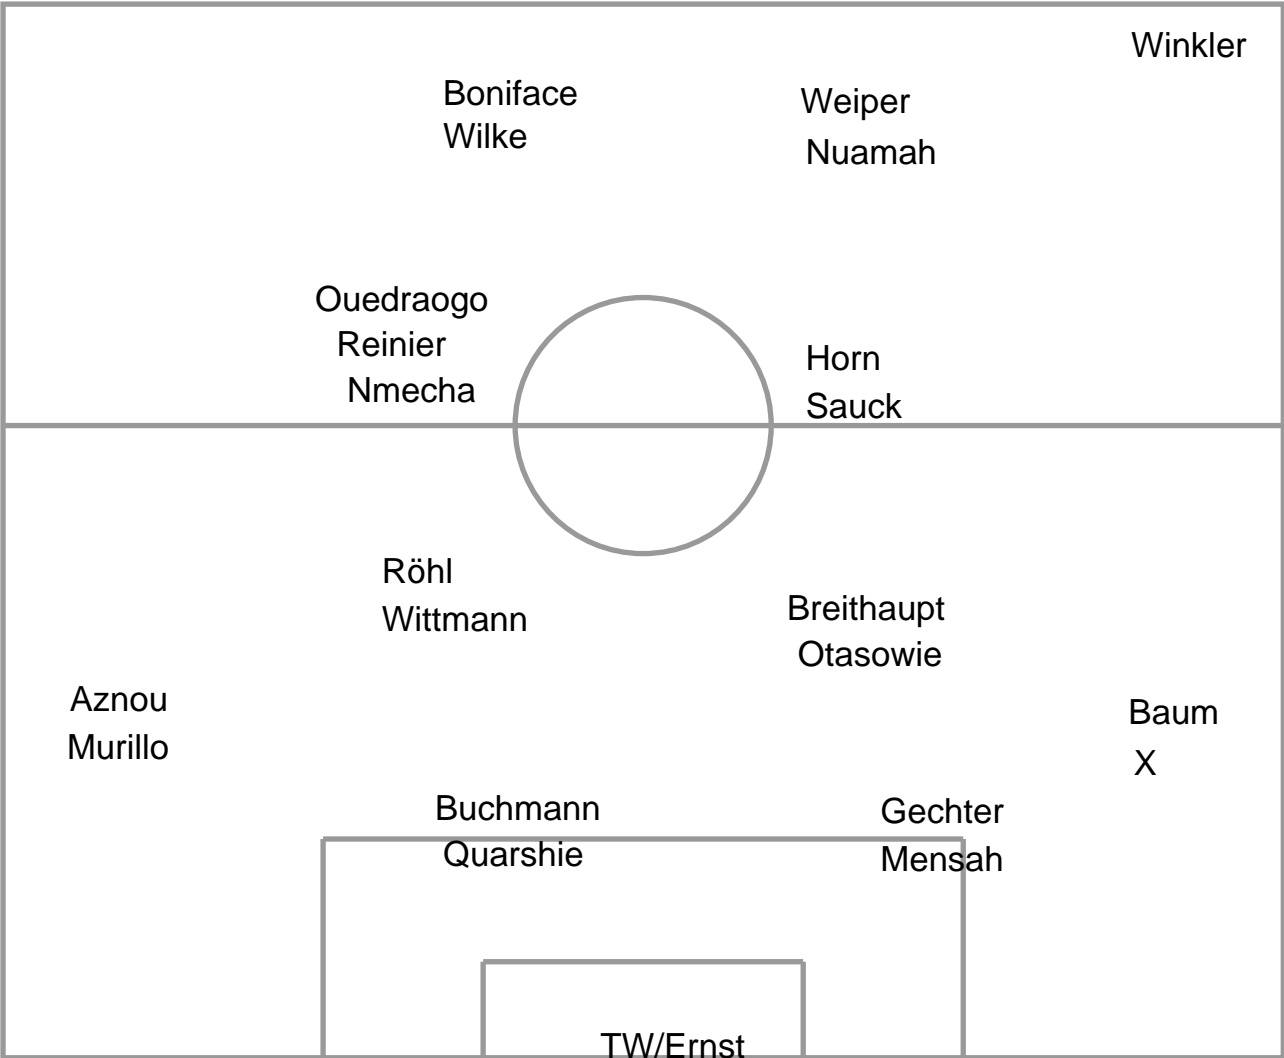 Winkler
Boniface
Wilke
Weiper
Nuamah
Ouedraogo
Reinier
Nmecha
Horn
Sauck
Röhl
Wittmann
Breithaupt
Otasowie
Aznou
Murillo
Baum
X
Buchmann
Quarshie
Gechter
Mensah
TW/Ernst